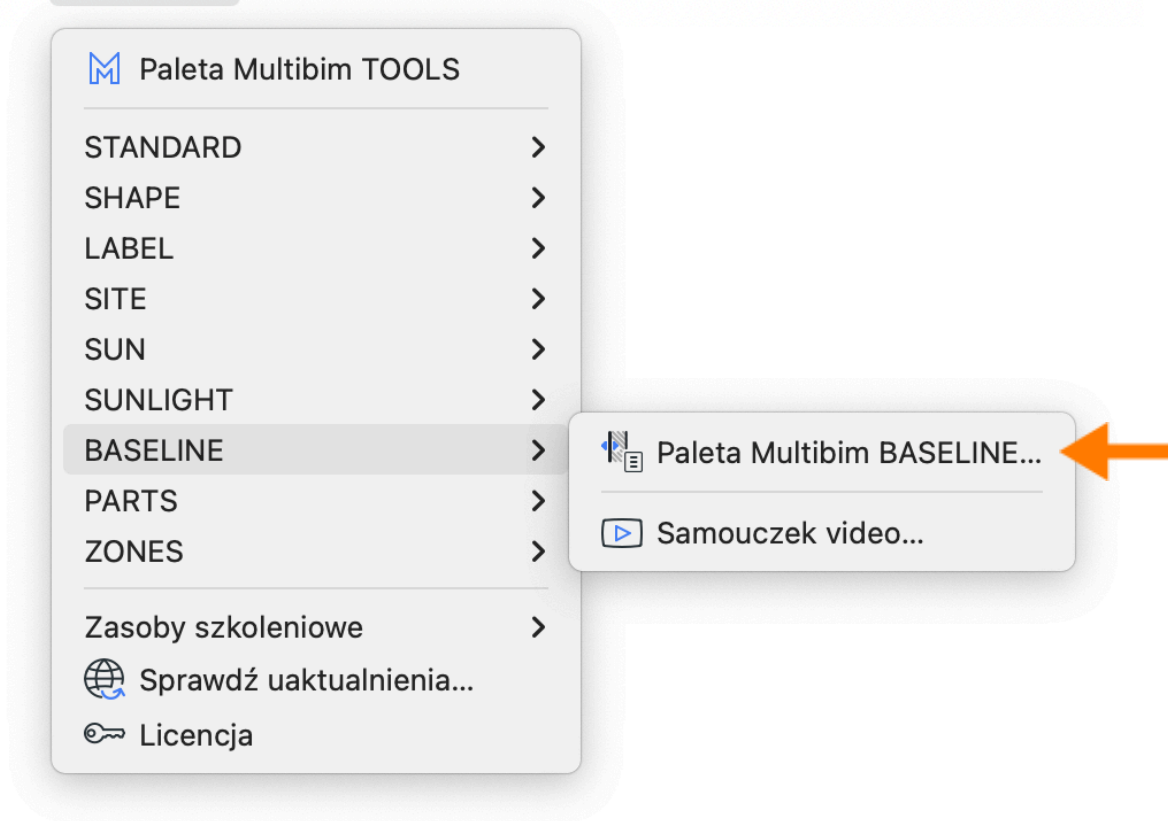 Paleta Multibim TOOLS
STANDARD
SHAPE
LABEL
SITE
SUN
SUNLIGHT
BASELINE
Paleta Multibim BASELINE...
Samouczek video...
PARTS
ZONES
Zasoby szkoleniowe
Sprawdź uaktualnienia...
Licencja